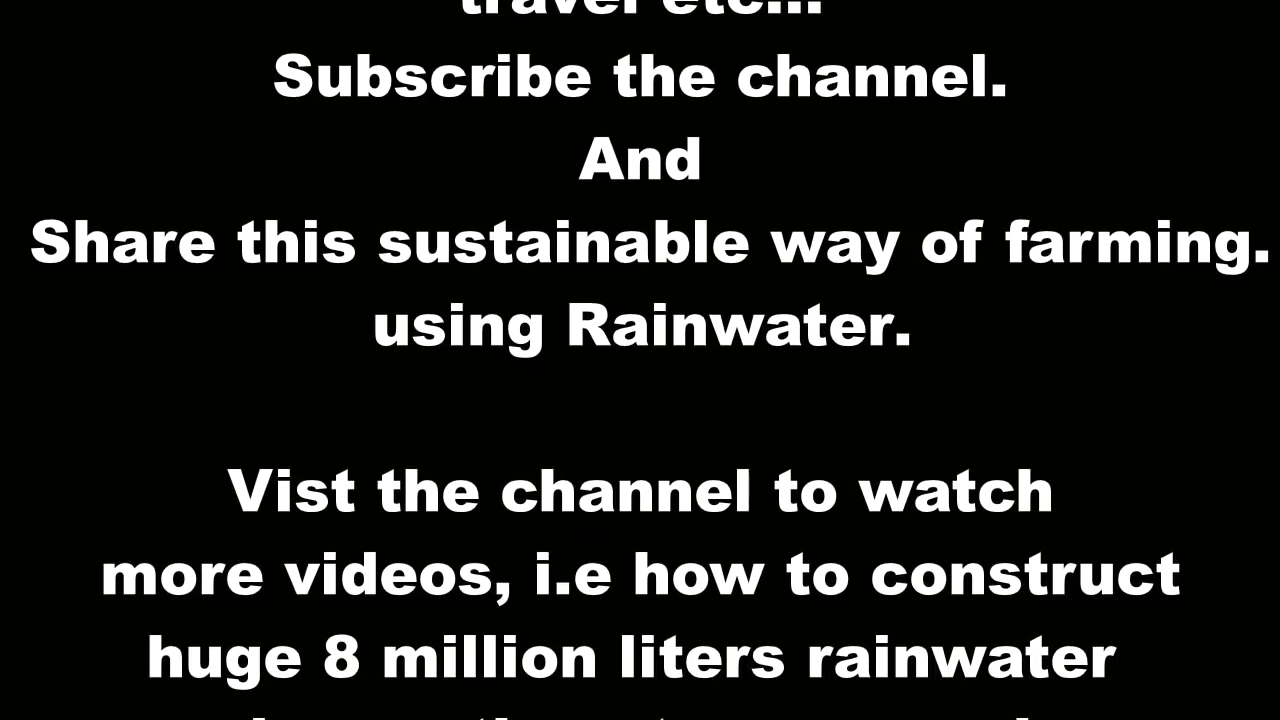 travel etc...
Subscribe the channel.
And
Share this sustainable way of farming.
using Rainwater.
Vist the channel to watch
more videos, i.e how to construct
huge 8 million liters rainwater